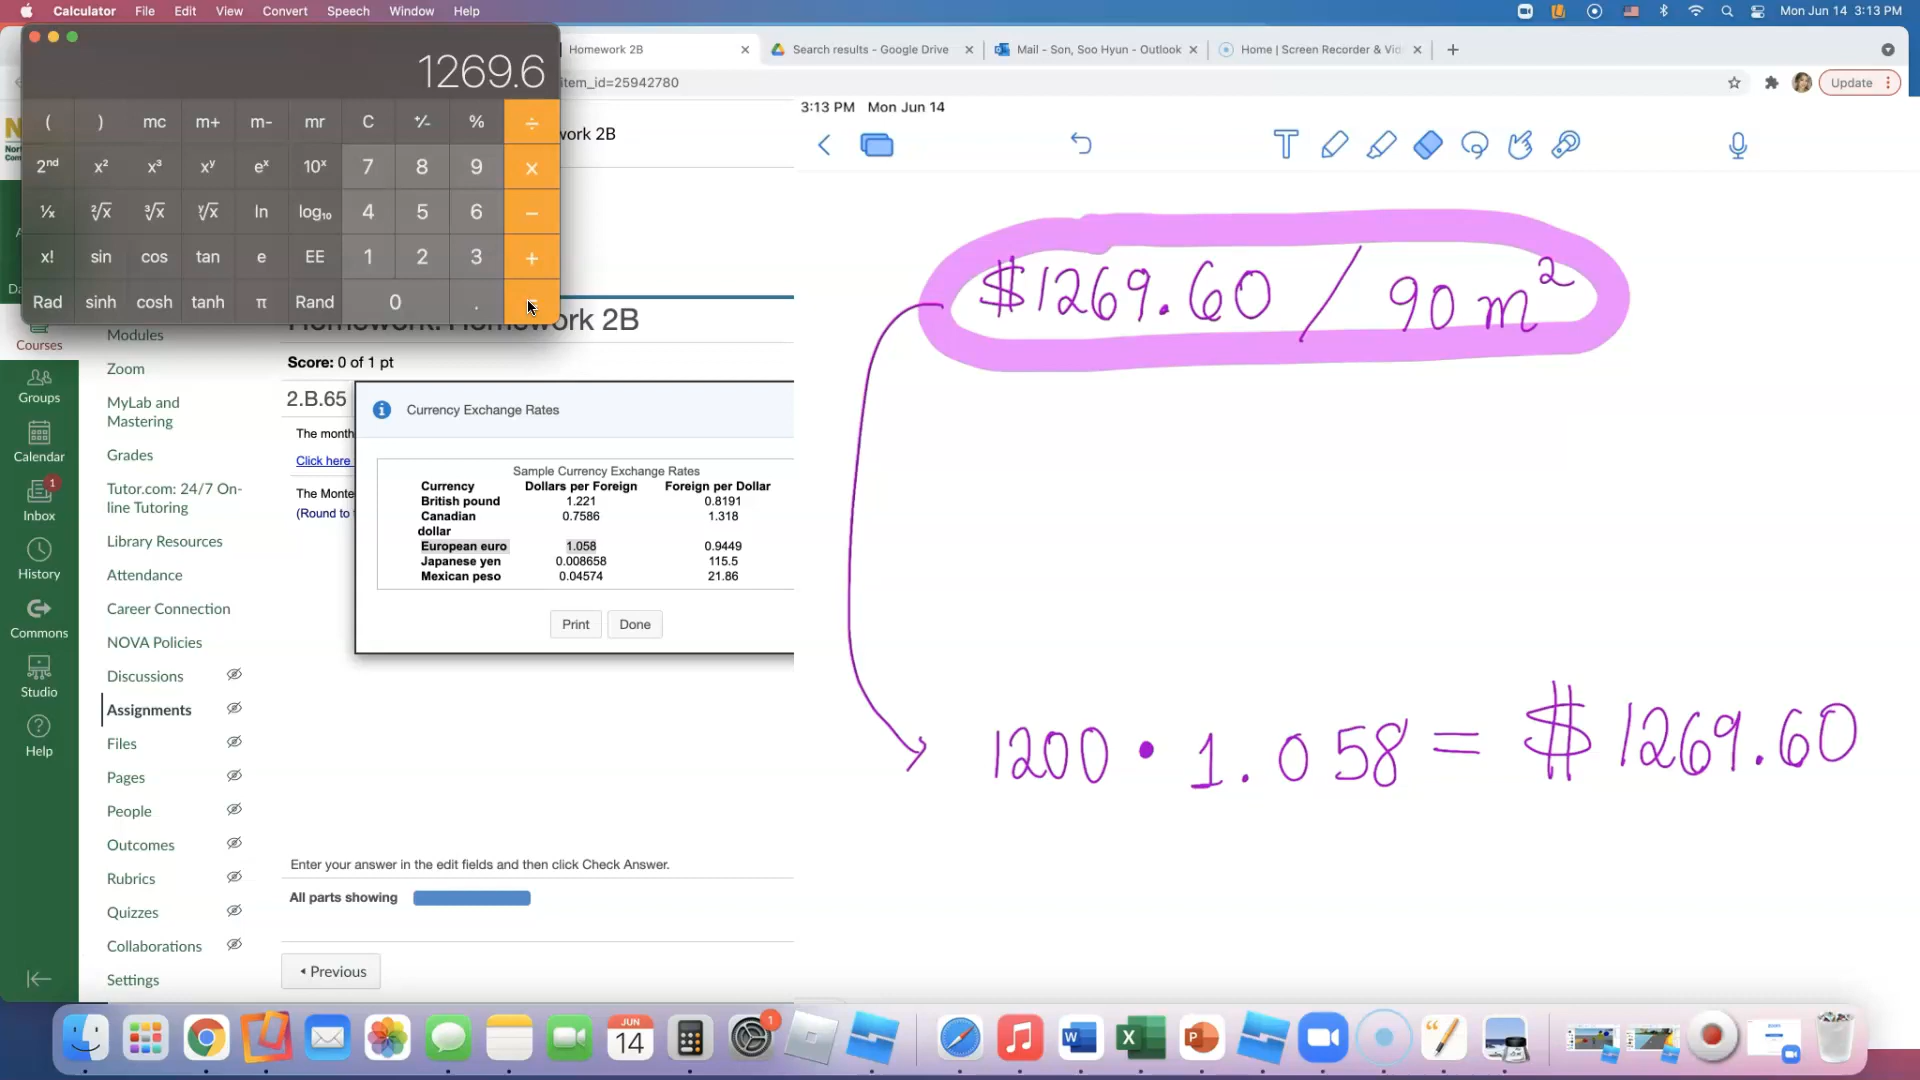 Calculator File Edit View Convert Speech Window Help Mon Jun 14 3:13 PM
Homework 2B Search results - Google Drive Mail - Son, Soo Hyun - Outlook Home | Screen Recorder & Vid
1269.6
item_id=25942780 Update
( ) mc m+ m- mr C +/- % ÷
2nd x² x³ xʸ eˣ 10ˣ 7 8 9 ×
1/x ²√x ³√x ʸ√x ln log₁₀ 4 5 6 −
x! sin cos tan e EE 1 2 3 +
Rad sinh cosh tanh π Rand 0 . =
work 2B
Homework: Homework 2B
Score: 0 of 1 pt
2.B.65
The month
Click here
The Monte
(Round to
Currency Exchange Rates
Sample Currency Exchange Rates
Currency Dollars per Foreign Foreign per Dollar
British pound 1.221 0.8191
Canadian 0.7586 1.318
dollar
European euro 1.058 0.9449
Japanese yen 0.008658 115.5
Mexican peso 0.04574 21.86
Print Done
Enter your answer in the edit fields and then click Check Answer.
All parts showing
Previous
Courses
Groups
Calendar
1
Inbox
History
Commons
Studio
Help
Modules
Zoom
MyLab and
Mastering
Grades
Tutor.com: 24/7 On-
line Tutoring
Library Resources
Attendance
Career Connection
NOVA Policies
Discussions
Assignments
Files
Pages
People
Outcomes
Rubrics
Quizzes
Collaborations
Settings
3:13 PM Mon Jun 14
T
$1269.60 / 90 m²
1200 • 1.058 = $ 1269.60
JUN
14
1